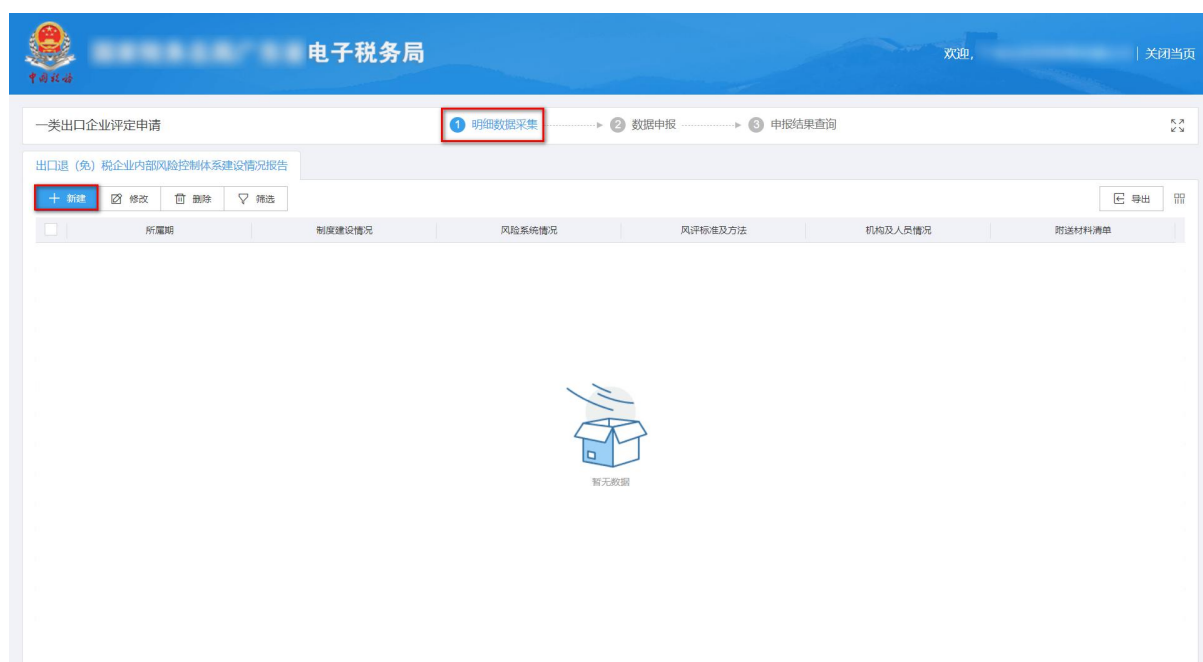 电子税务局
欢迎,
关闭当页
中国税务
一类出口企业评定申请
1 明细数据采集
2 数据申报
3 申报结果查询
出口退（免）税企业内部风险控制体系建设情况报告
新建 修改 删除 筛选 导出
所属期 制度建设情况 风险系统情况 风评标准及方法 机构及人员情况 附送材料清单
暂无数据